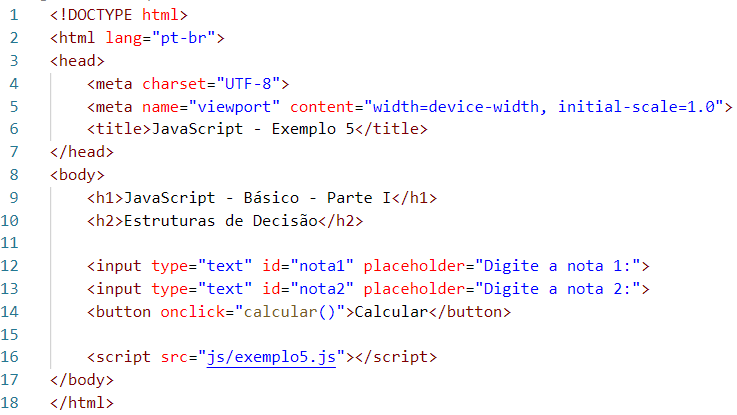 1 <!DOCTYPE html>
2 <html lang="pt-br">
3 <head>
4 <meta charset="UTF-8">
5 <meta name="viewport" content="width=device-width, initial-scale=1.0">
6 <title>JavaScript - Exemplo 5</title>
7 </head>
8 <body>
9 <h1>JavaScript - Básico - Parte I</h1>
10 <h2>Estruturas de Decisão</h2>
11
12 <input type="text" id="nota1" placeholder="Digite a nota 1:">
13 <input type="text" id="nota2" placeholder="Digite a nota 2:">
14 <button onclick="calcular()">Calcular</button>
15
16 <script src="js/exemplo5.js"></script>
17 </body>
18 </html>